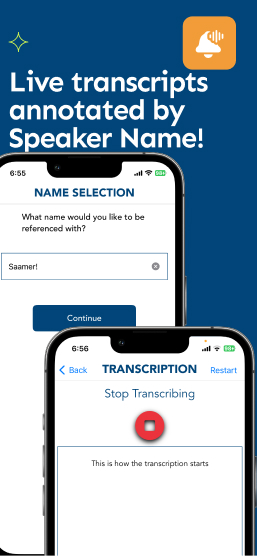 Live transcripts
annotated by
Speaker Name!
6:55
NAME SELECTION
What name would you like to be
referenced with?
Saamer!
Continue
6:56
Back
TRANSCRIPTION
Restart
Stop Transcribing
This is how the transcription starts